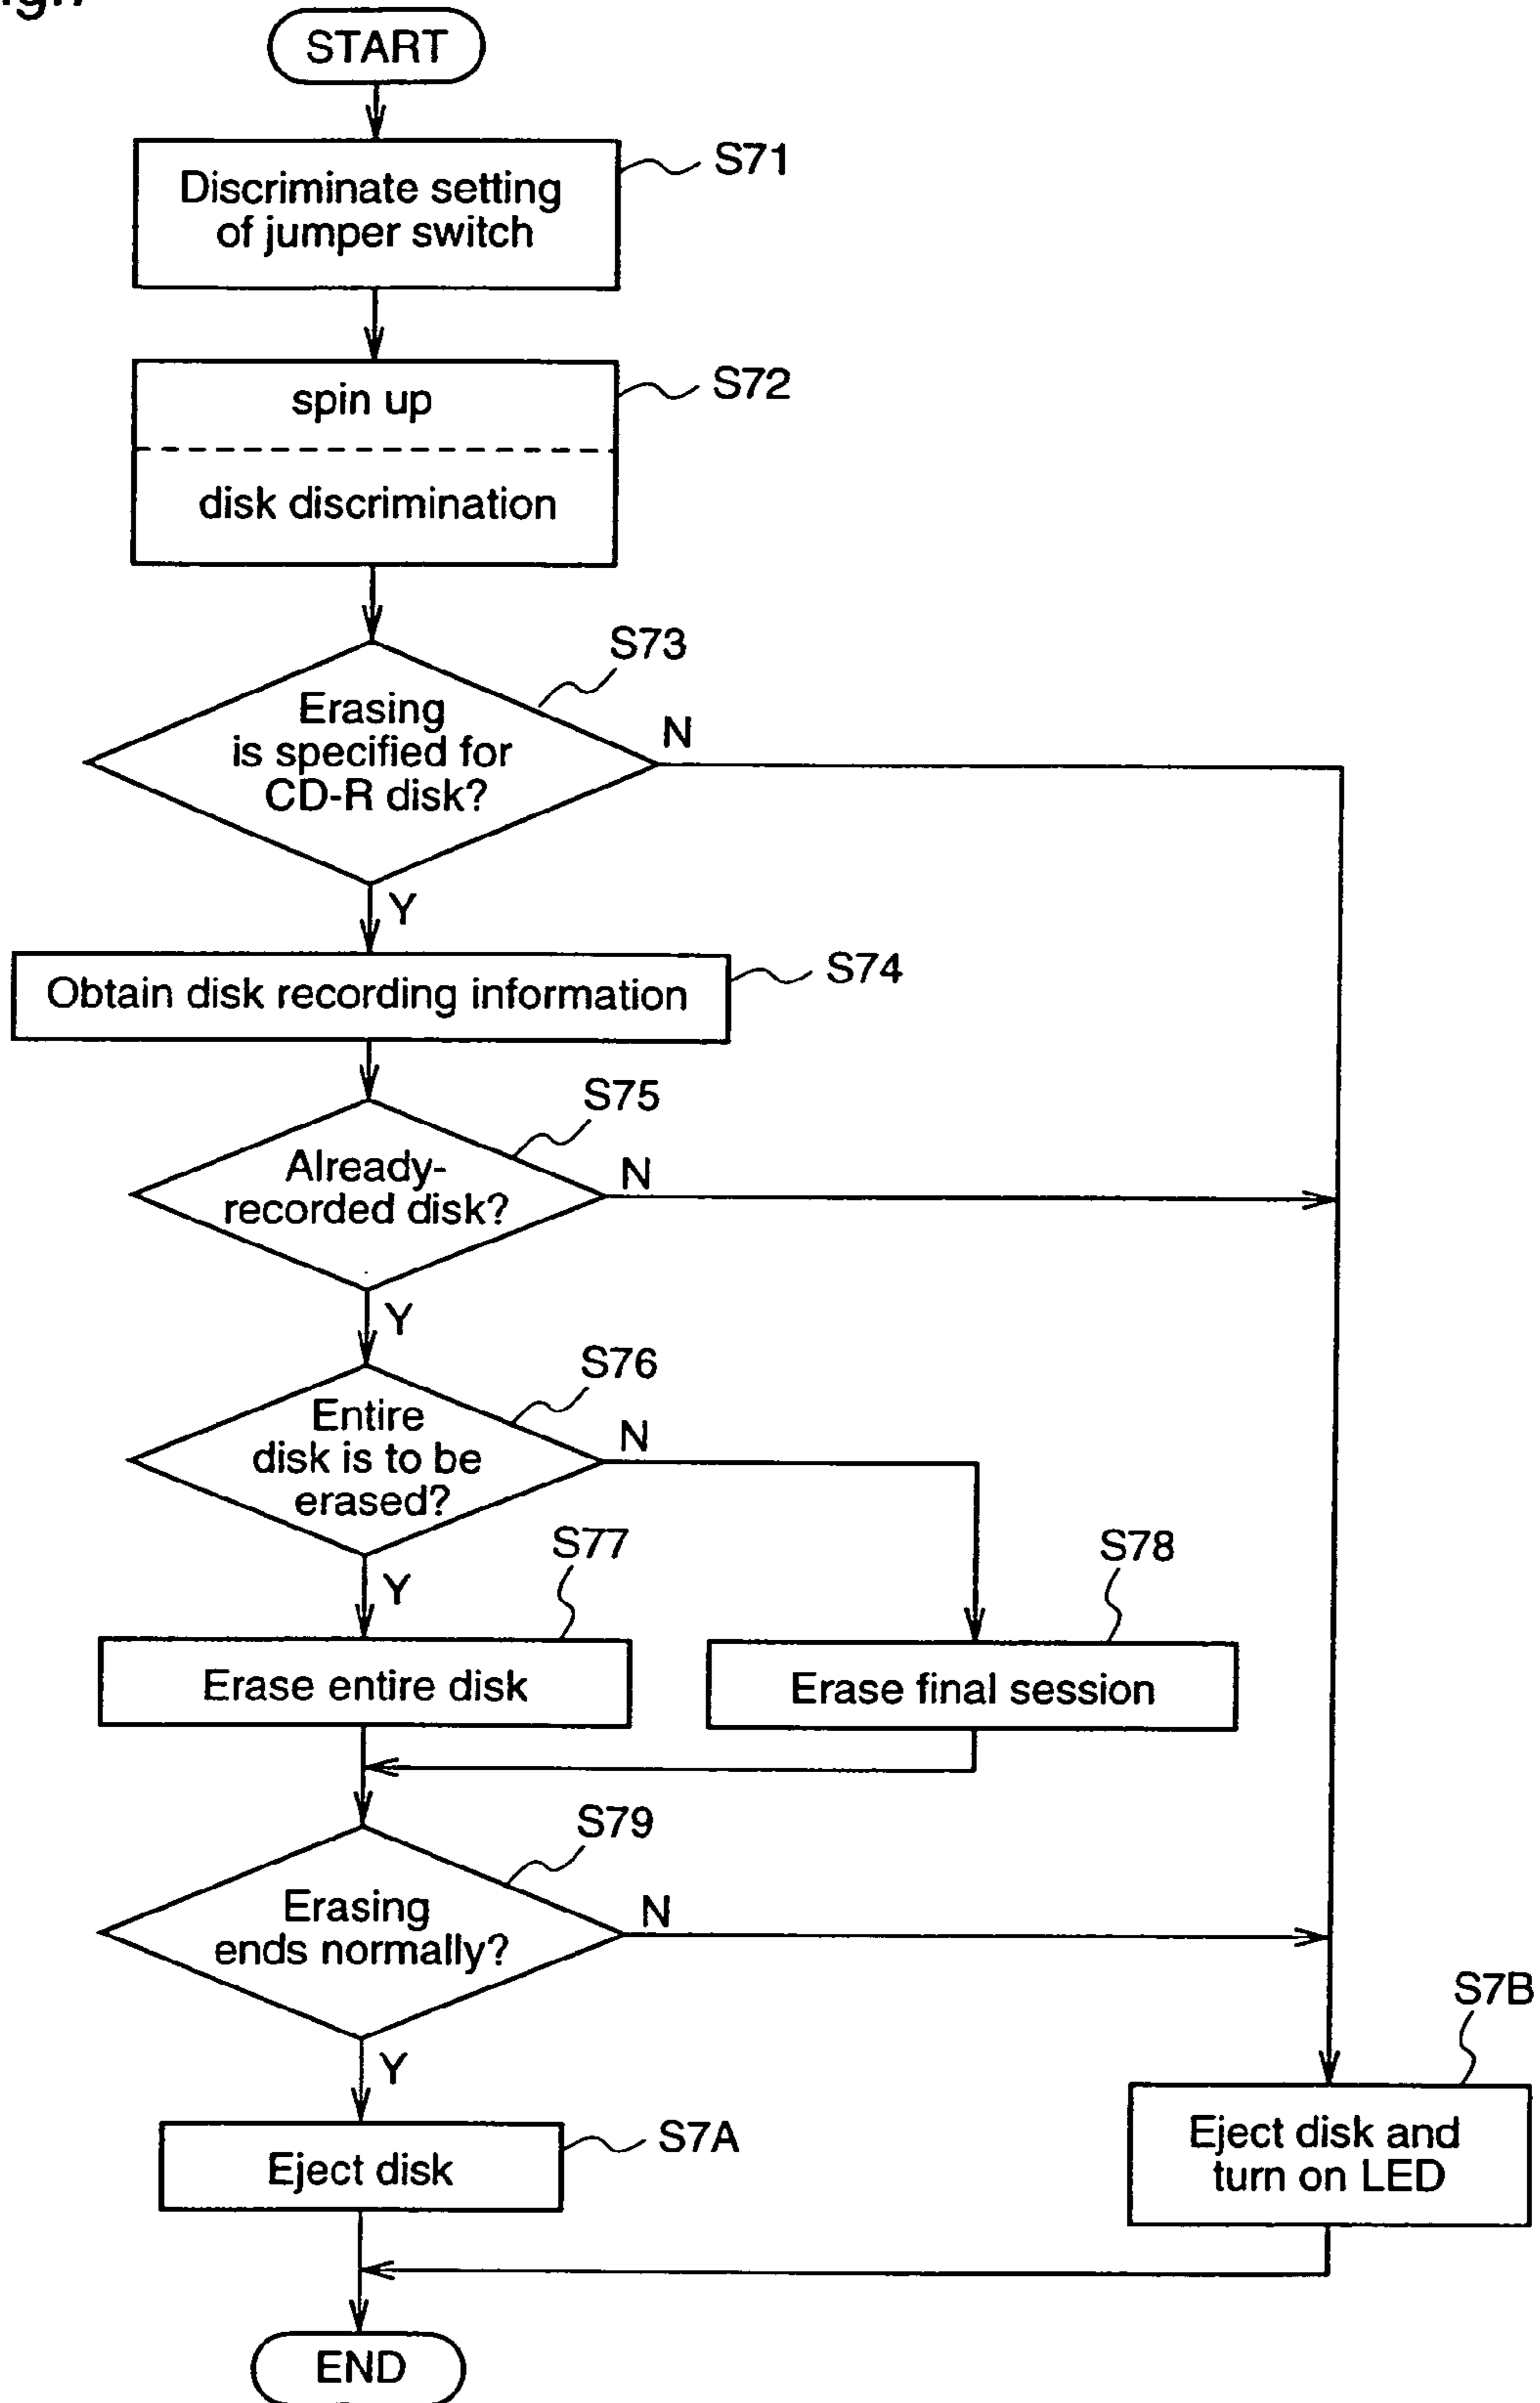 START
S71
Discriminate setting
of jumper switch
S72
spin up
disk discrimination
S73
Erasing
is specified for
CD-R disk?
N
Y
S74
Obtain disk recording information
S75
Already-
recorded disk?
N
Y
S76
Entire
disk is to be
erased?
N
Y
S77
S78
Erase entire disk
Erase final session
S79
Erasing
ends normally?
N
Y
S7B
S7A
Eject disk
Eject disk and
turn on LED
END